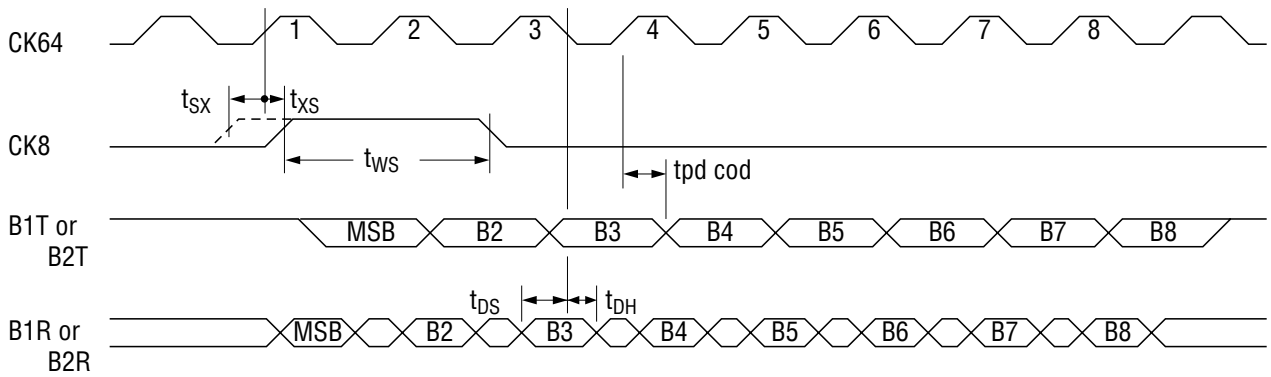 CK64 1 2 3 4 5 6 7 8
tSX tXS
CK8
tWS
tpd cod
B1T or
B2T
MSB B2 B3 B4 B5 B6 B7 B8
tDS tDH
B1R or
B2R
MSB B2 B3 B4 B5 B6 B7 B8